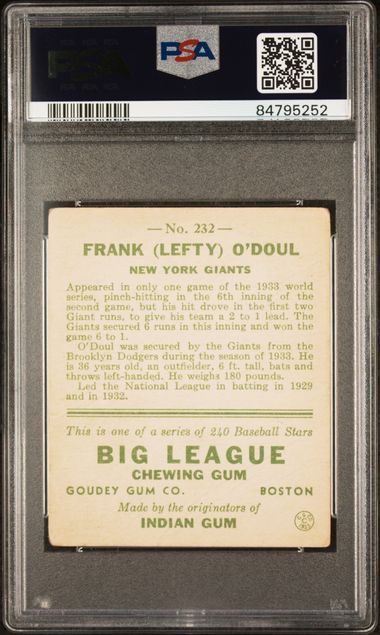 PSA
PSA
84795252
— No. 232 —
FRANK (LEFTY) O'DOUL
NEW YORK GIANTS
Appeared in only one game of the 1933 world
series, pinch-hitting in the 6th inning of the
second game, but his hit drove in the first two
Giant runs, to give his team a 2 to 1 lead. The
Giants secured 6 runs in this inning and won the
game 6 to 1.
O'Doul was secured by the Giants from the
Brooklyn Dodgers during the season of 1933. He
is 36 years old, an outfielder, 6 ft. tall, bats and
throws left-handed. He weighs 180 pounds.
Led the National League in batting in 1929
and in 1932.
This is one of a series of 240 Baseball Stars
BIG LEAGUE
CHEWING GUM
GOUDEY GUM CO. BOSTON
Made by the originators of
INDIAN GUM